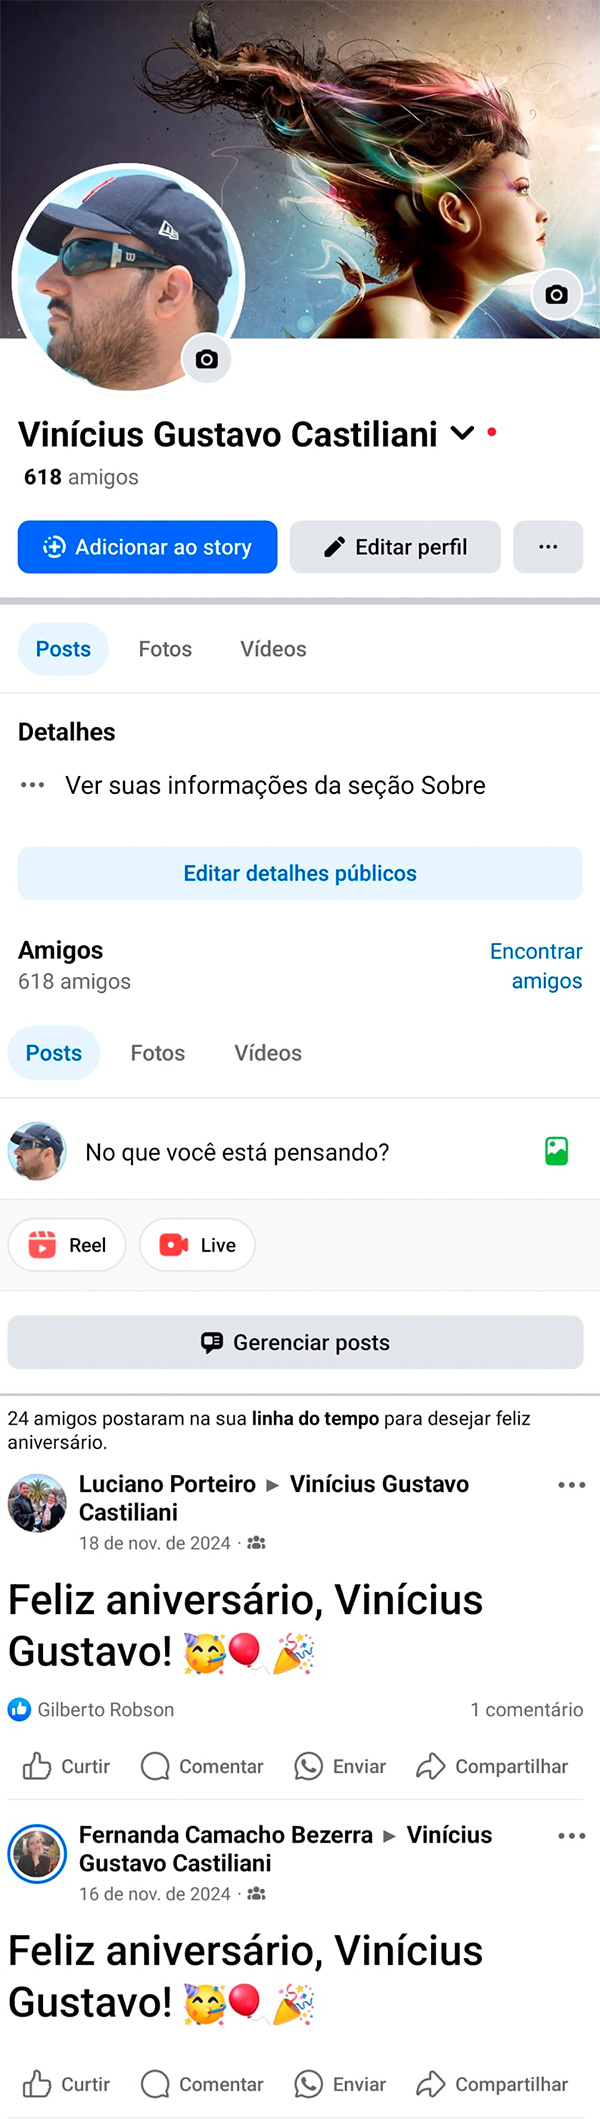 Vinícius Gustavo Castiliani
618 amigos
Adicionar ao story
Editar perfil
Posts
Fotos
Vídeos
Detalhes
Ver suas informações da seção Sobre
Editar detalhes públicos
Amigos
618 amigos
Encontrar
amigos
Posts
Fotos
Vídeos
No que você está pensando?
Reel
Live
Gerenciar posts
24 amigos postaram na sua linha do tempo para desejar feliz
aniversário.
Luciano Porteiro ▸ Vinícius Gustavo
Castiliani
18 de nov. de 2024 ·
Feliz aniversário, Vinícius
Gustavo! 🥳🎈🎉
Gilberto Robson
1 comentário
Curtir
Comentar
Enviar
Compartilhar
Fernanda Camacho Bezerra ▸ Vinícius
Gustavo Castiliani
16 de nov. de 2024 ·
Feliz aniversário, Vinícius
Gustavo! 🥳🎈🎉
Curtir
Comentar
Enviar
Compartilhar